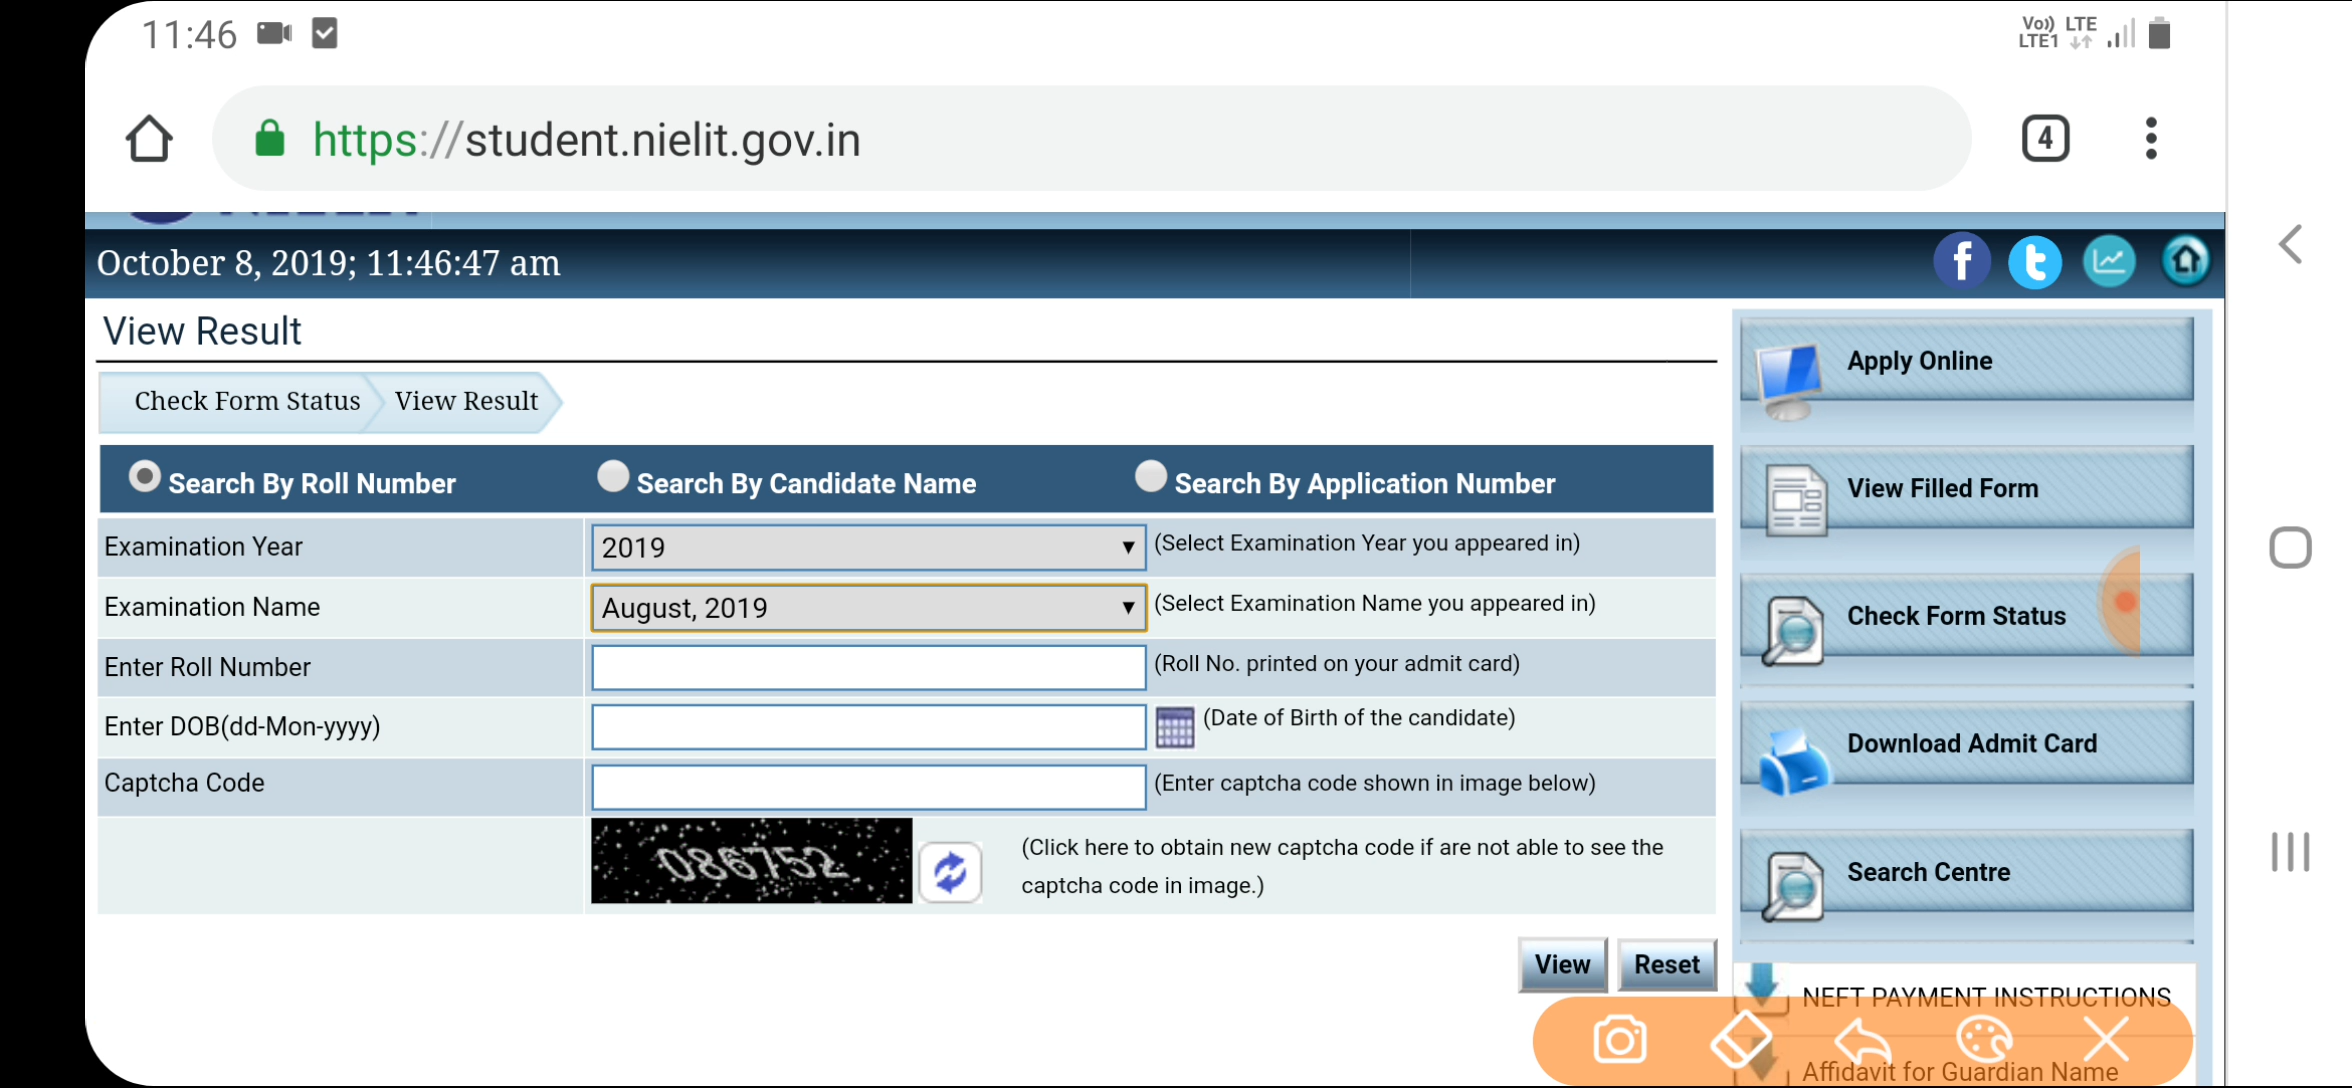 11:46
Vo)) LTE
LTE1
https://student.nielit.gov.in
4
October 8, 2019; 11:46:47 am
View Result
Check Form Status
View Result
Search By Roll Number
Search By Candidate Name
Search By Application Number
Examination Year
2019
(Select Examination Year you appeared in)
Examination Name
August, 2019
(Select Examination Name you appeared in)
Enter Roll Number
(Roll No. printed on your admit card)
Enter DOB(dd-Mon-yyyy)
(Date of Birth of the candidate)
Captcha Code
(Enter captcha code shown in image below)
086752
(Click here to obtain new captcha code if are not able to see the
captcha code in image.)
View
Reset
Apply Online
View Filled Form
Check Form Status
Download Admit Card
Search Centre
NEFT PAYMENT INSTRUCTIONS
Affidavit for Guardian Name